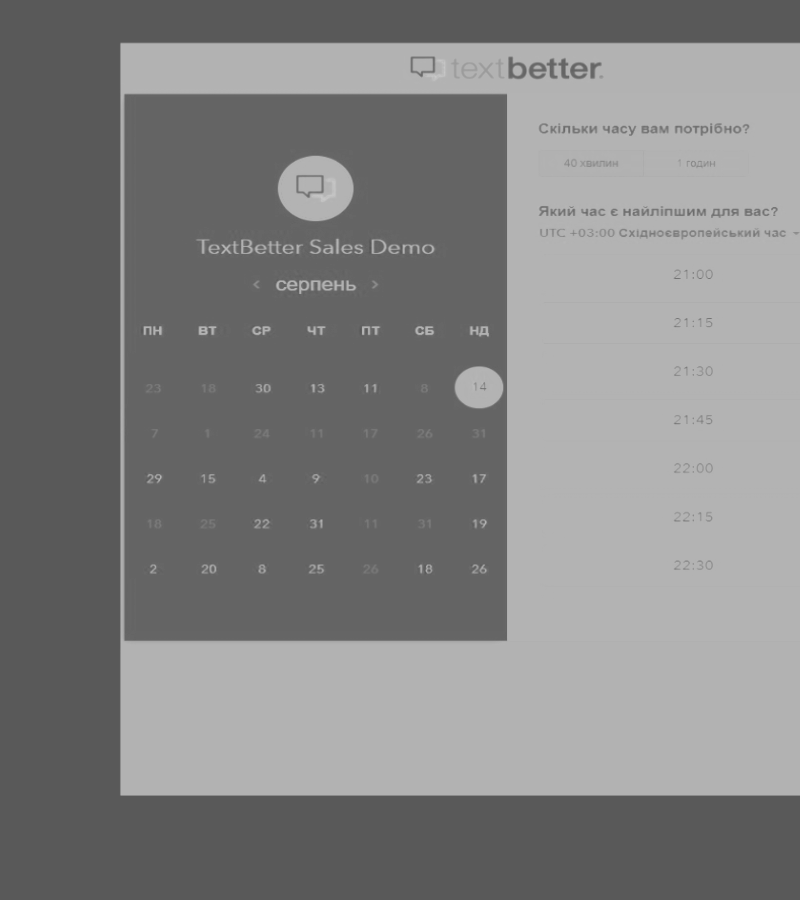 textbetter.
TextBetter Sales Demo
< серпень >
ПН ВТ СР ЧТ ПТ СБ НД
23 18 30 13 11 8 14
7 1 24 11 17 26 31
29 15 4 9 10 23 17
18 25 22 31 11 31 19
2 20 8 25 26 18 26
Скільки часу вам потрібно?
40 хвилин 1 годин
Який час є найліпшим для вас?
UTC +03:00 Східноєвропейський час
21:00
21:15
21:30
21:45
22:00
22:15
22:30